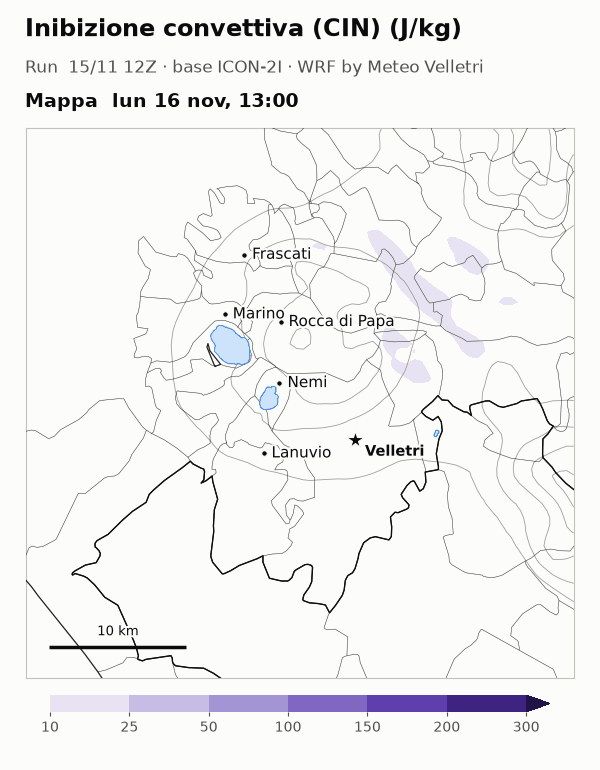 Inibizione convettiva (CIN) (J/kg)
Run  15/11 12Z · base ICON-2I · WRF by Meteo Velletri
Mappa  lun 16 nov, 13:00
Frascati
Marino
Rocca di Papa
Nemi
Velletri
Lanuvio
10 km
10 25 50 100 150 200 300